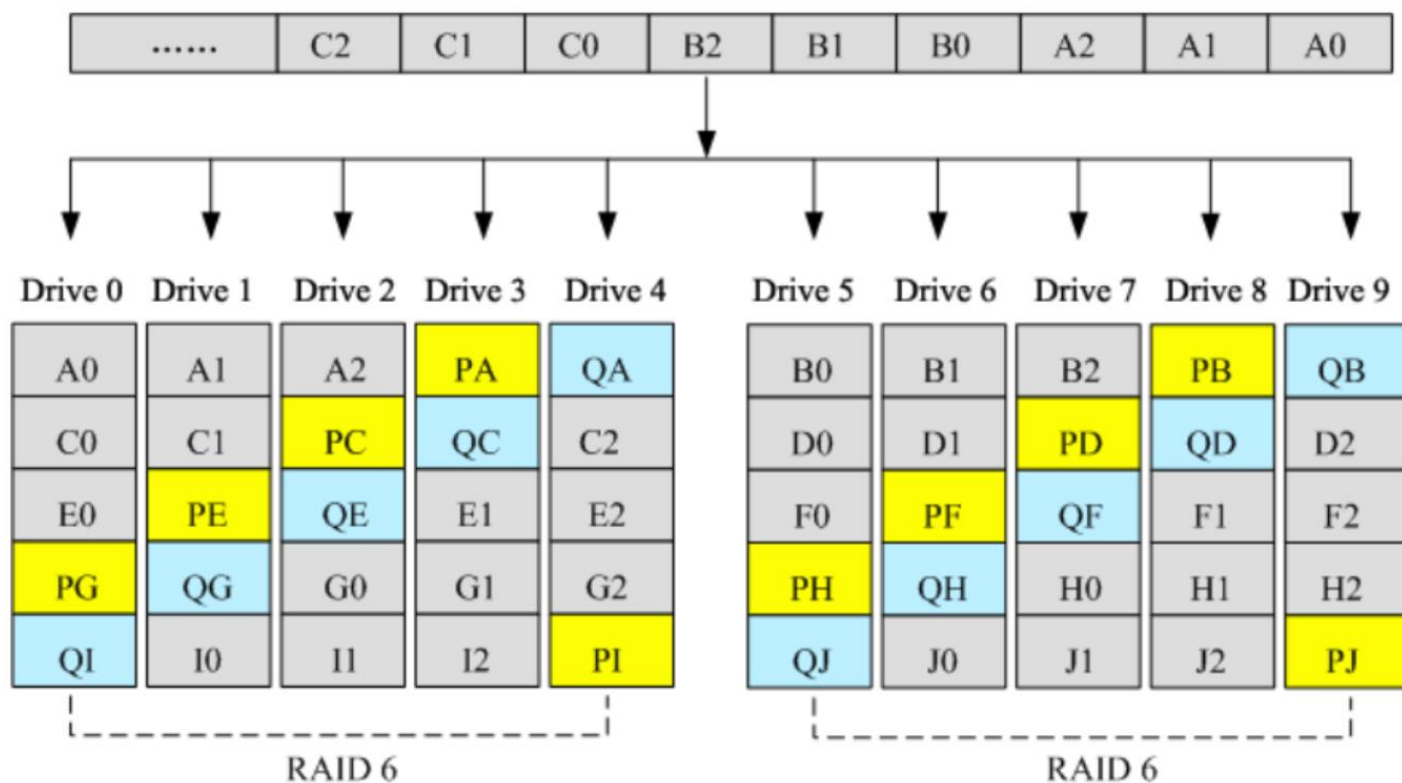 ...... C2 C1 C0 B2 B1 B0 A2 A1 A0
Drive 0 Drive 1 Drive 2 Drive 3 Drive 4 Drive 5 Drive 6 Drive 7 Drive 8 Drive 9
A0 A1 A2 PA QA B0 B1 B2 PB QB
C0 C1 PC QC C2 D0 D1 PD QD D2
E0 PE QE E1 E2 F0 PF QF F1 F2
PG QG G0 G1 G2 PH QH H0 H1 H2
QI I0 I1 I2 PI QJ J0 J1 J2 PJ
RAID 6 RAID 6